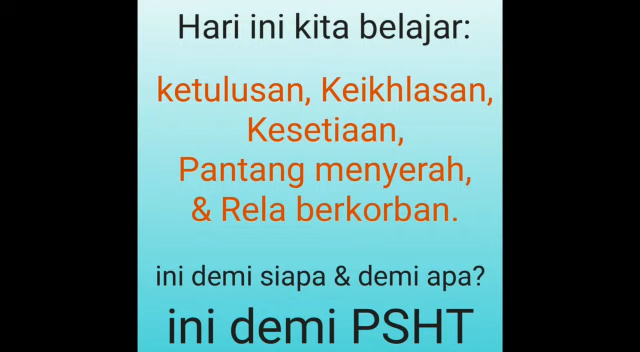 Hari ini kita belajar:
ketulusan, Keikhlasan,
Kesetiaan,
Pantang menyerah,
& Rela berkorban.
ini demi siapa & demi apa?
ini demi PSHT